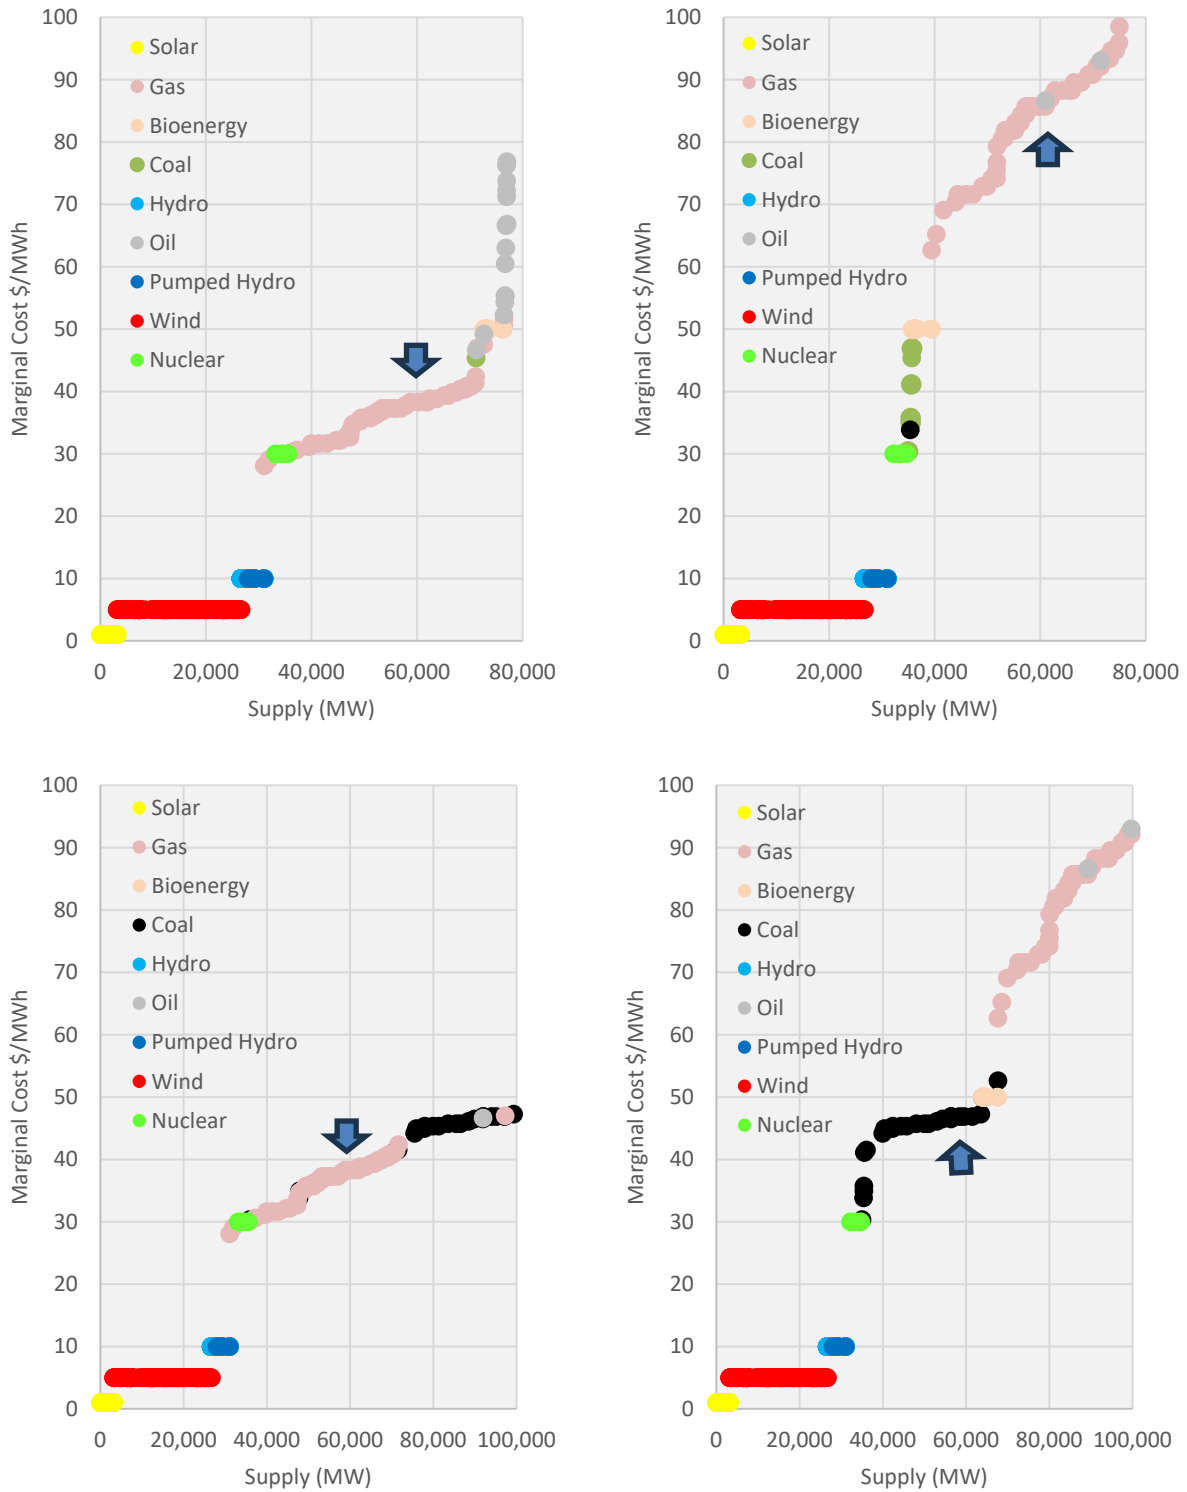 100
90
80
70
60
50
40
30
20
10
0
Marginal Cost $/MWh
Solar
Gas
Bioenergy
Coal
Hydro
Oil
Pumped Hydro
Wind
Nuclear
0 20,000 40,000 60,000 80,000
Supply (MW)
100
90
80
70
60
50
40
30
20
10
0
Marginal Cost $/MWh
Solar
Gas
Bioenergy
Coal
Hydro
Oil
Pumped Hydro
Wind
Nuclear
0 20,000 40,000 60,000 80,000
Supply (MW)
100
90
80
70
60
50
40
30
20
10
0
Marginal Cost $/MWh
Solar
Gas
Bioenergy
Coal
Hydro
Oil
Pumped Hydro
Wind
Nuclear
0 20,000 40,000 60,000 80,000 100,000
Supply (MW)
100
90
80
70
60
50
40
30
20
10
0
Marginal Cost $/MWh
Solar
Gas
Bioenergy
Coal
Hydro
Oil
Pumped Hydro
Wind
Nuclear
0 20,000 40,000 60,000 80,000 100,000
Supply (MW)